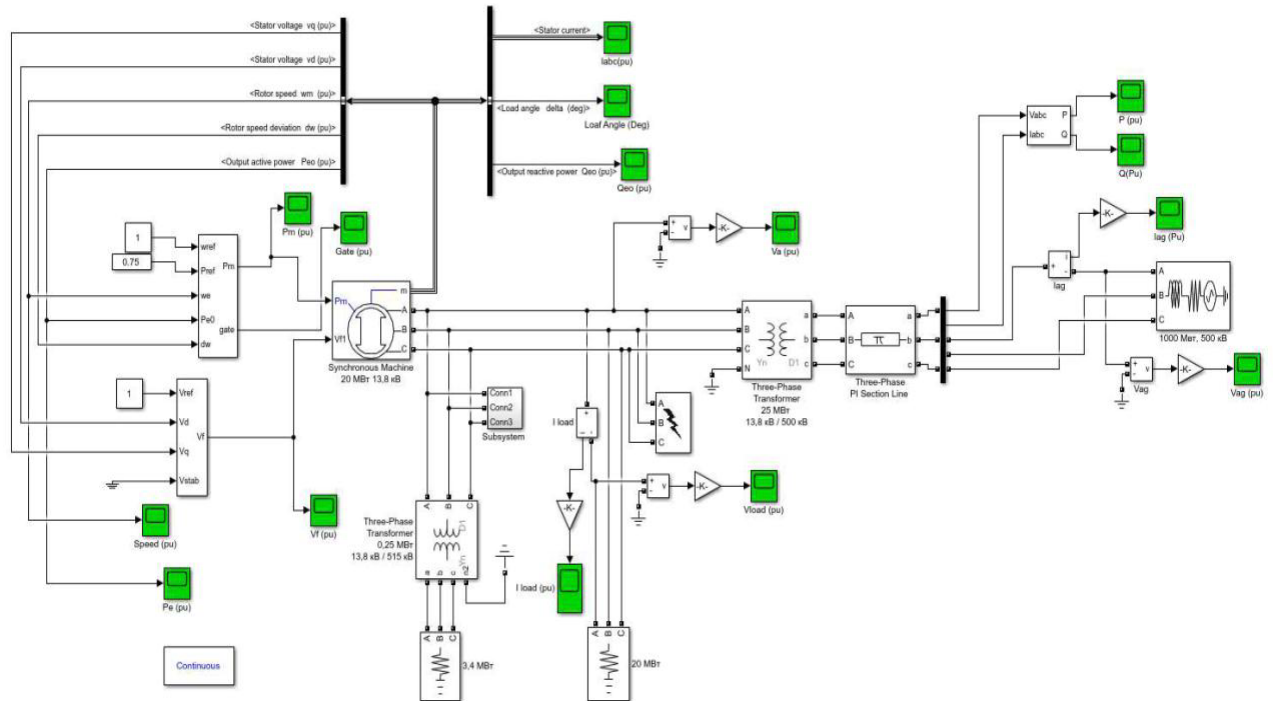 <Stator voltage vq (pu)>
<Stator voltage vd (pu)>
<Rotor speed wm (pu)>
<Rotor speed deviation dw (pu)>
<Output active power Peo (pu)>
<Stator current>
Iabc(pu)
<Load angle delta (deg)>
Loaf Angle (Deg)
<Output reactive power Qeo (pu)>
Qeo (pu)
Vabc
Iabc
P
Q
P (pu)
Q(Pu)
Pm (pu)
Gate (pu)
1
0.75
wref
Pref
we
Pe0
dw
Pm
gate
Pm
Vf1
m
A
B
C
Synchronous Machine
20 МВт 13,8 кВ
v
-K-
Va (pu)
A
B
C
N
Yn
D1
a
b
c
Three-Phase
Transformer
25 МВт
13,8 кВ / 500 кВ
A
B
C
π
a
b
c
Three-Phase
PI Section Line
a
b
c
+
i
-
Iag
-K-
Iag (Pu)
A
B
C
1000 Мвт, 500 кВ
v
Vag
-K-
Vag (pu)
1
Vref
Vd
Vq
Vstab
Vf
Vf (pu)
Speed (pu)
Pe (pu)
Continuous
Conn1
Conn2
Conn3
Subsystem
A
B
C
D1
Yn
a
b
c
n2
Three-Phase
Transformer
0,25 МВт
13.8 кВ / 515 кВ
A
B
C
3,4 МВт
I load
-K-
I load (pu)
A
B
C
v
-K-
Vload (pu)
A
B
C
20 МВт